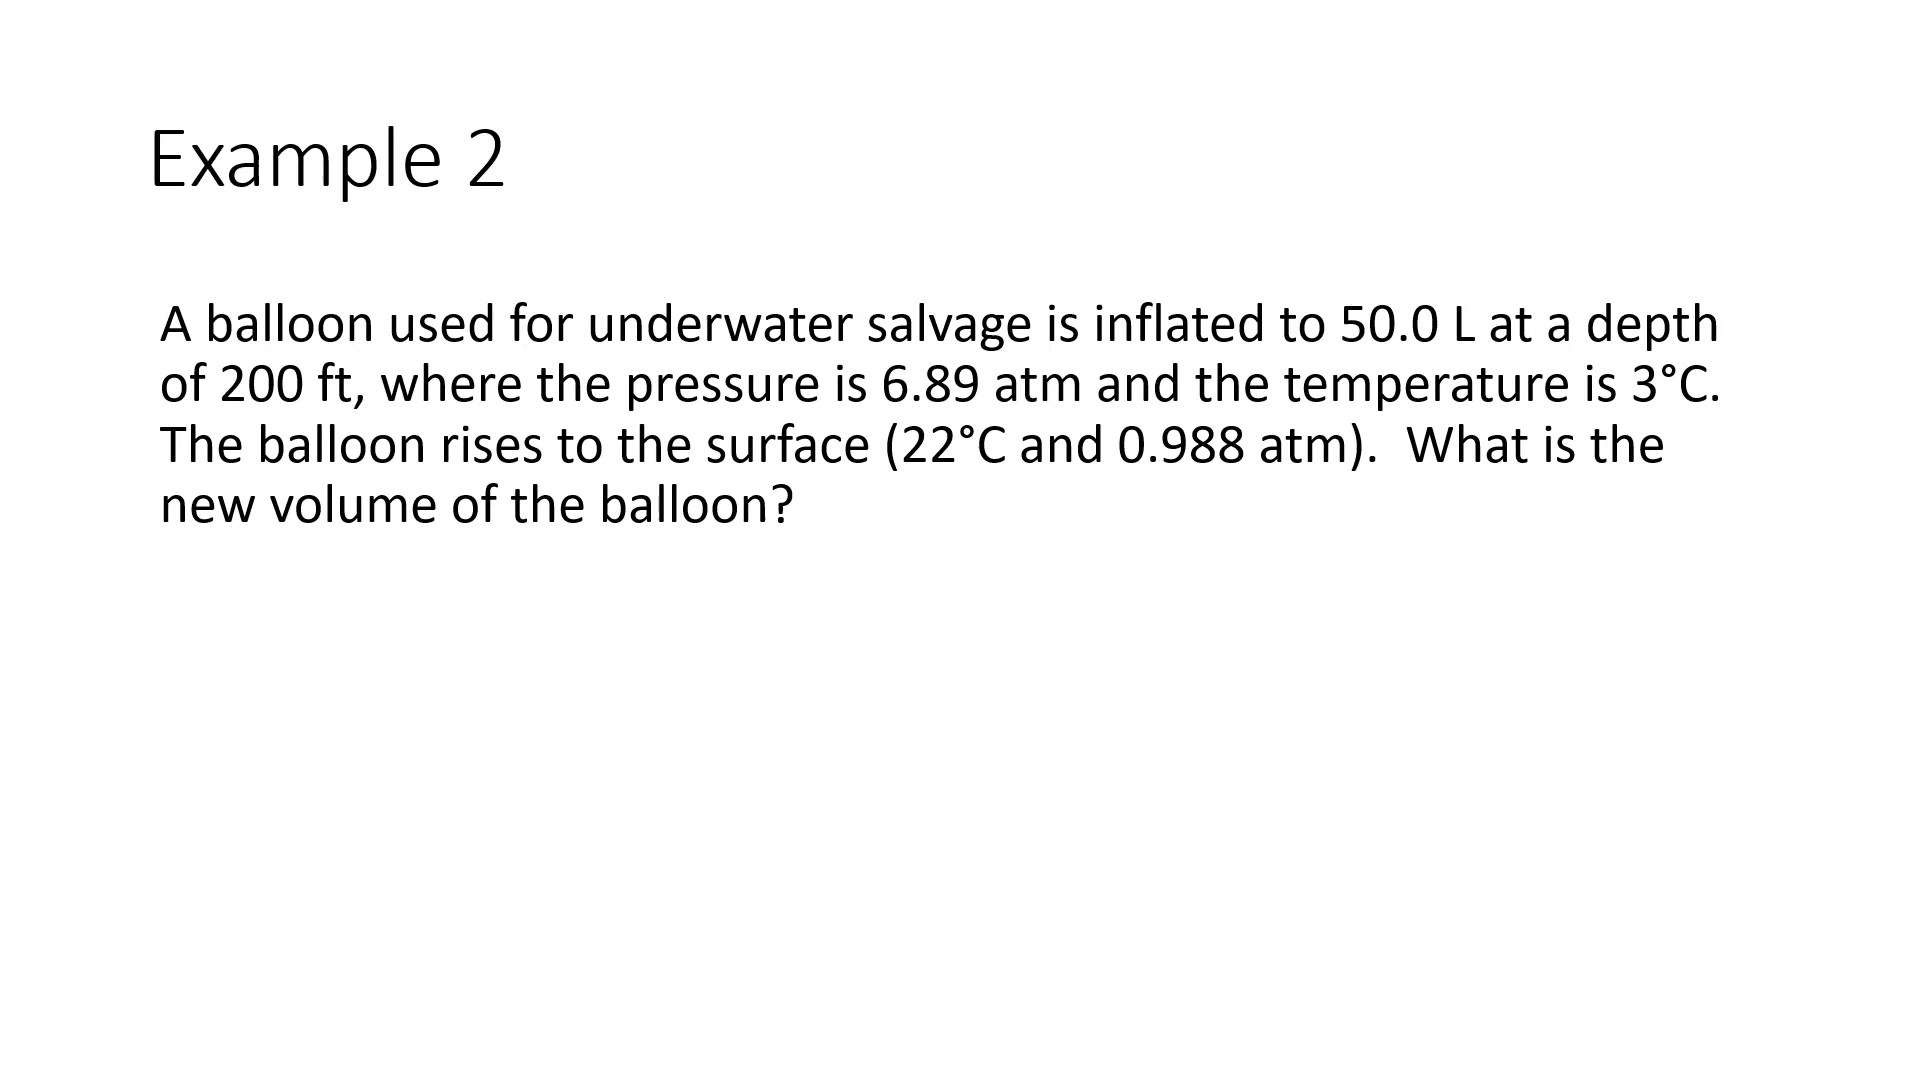 Example 2
A balloon used for underwater salvage is inflated to 50.0 L at a depth
of 200 ft, where the pressure is 6.89 atm and the temperature is 3°C.
The balloon rises to the surface (22°C and 0.988 atm).  What is the
new volume of the balloon?